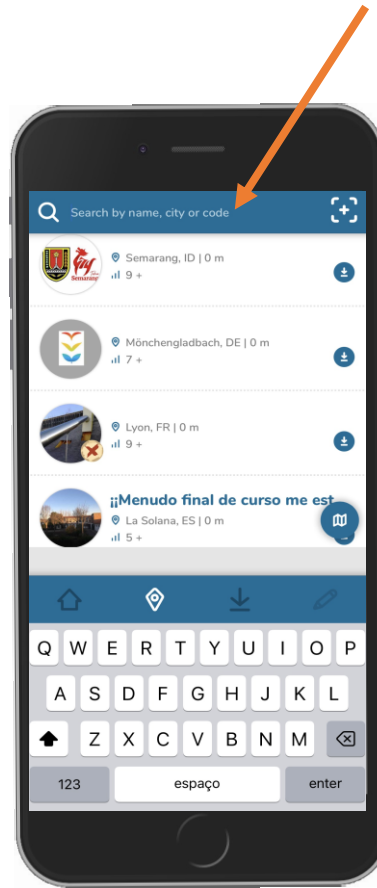 Search by name, city or code
Semarang
Semarang, ID | 0 m
9 +
Mönchengladbach, DE | 0 m
7 +
Lyon, FR | 0 m
9 +
¡¡Menudo final de curso me est
La Solana, ES | 0 m
5 +
Q W E R T Y U I O P
A S D F G H J K L
Z X C V B N M
123 espaço enter